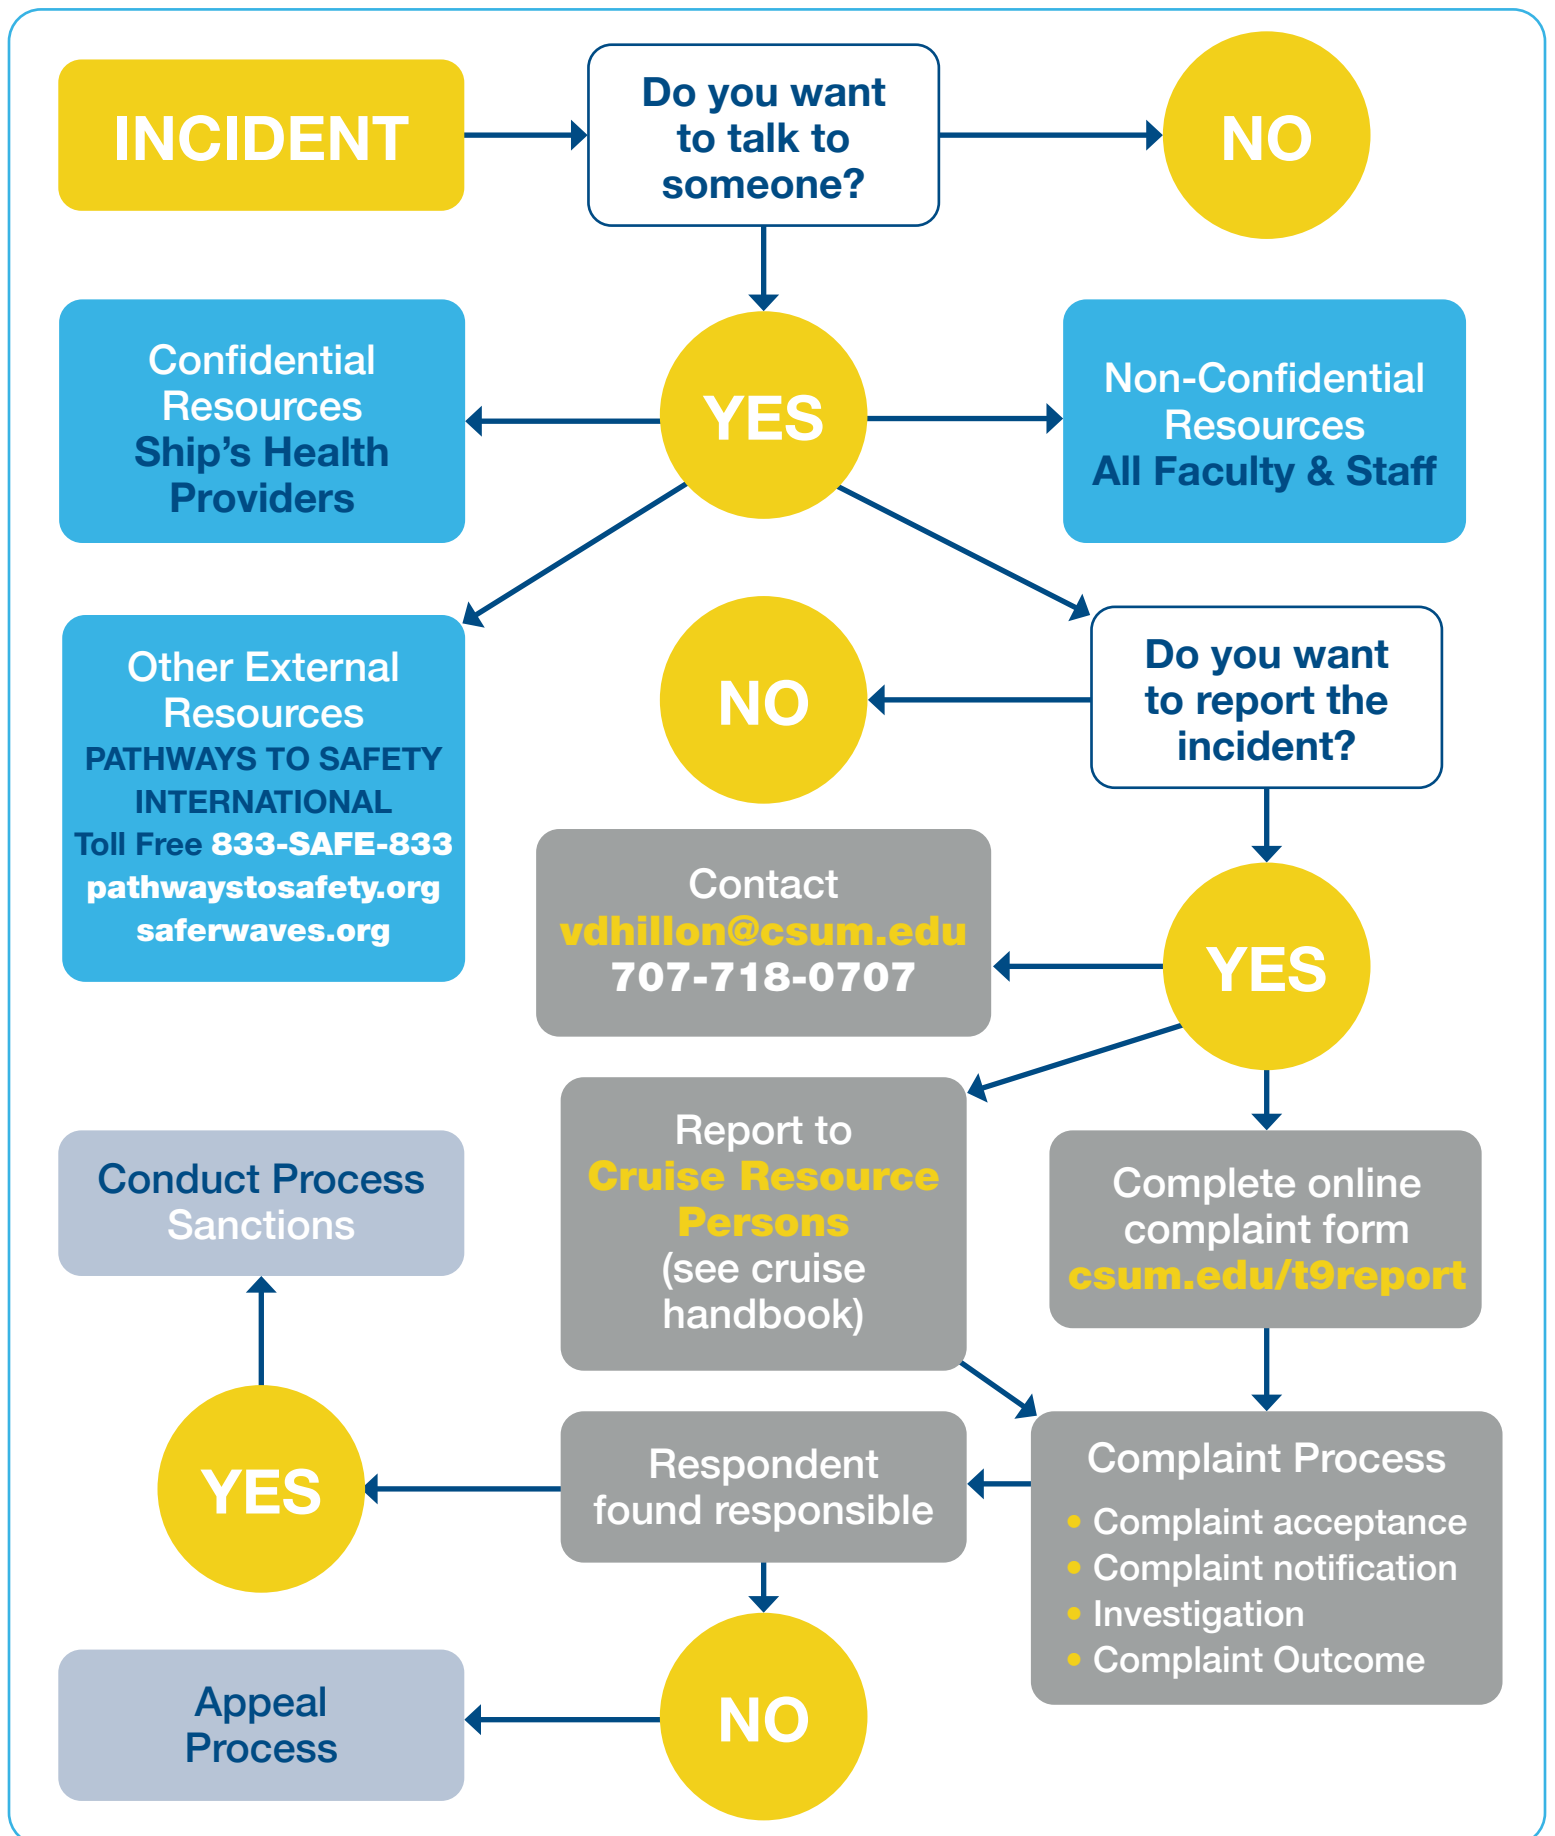 INCIDENT
Do you want
to talk to
someone?
NO
Confidential
Resources
Ship's Health
Providers
YES
Non-Confidential
Resources
All Faculty & Staff
Other External
Resources
PATHWAYS TO SAFETY
INTERNATIONAL
Toll Free 833-SAFE-833
pathwaystosafety.org
saferwaves.org
NO
Do you want
to report the
incident?
Contact
vdhillon@csum.edu
707-718-0707
YES
Report to
Cruise Resource
Persons
(see cruise
handbook)
Complete online
complaint form
csum.edu/t9report
Conduct Process
Sanctions
YES
Respondent
found responsible
Complaint Process
• Complaint acceptance
• Complaint notification
• Investigation
• Complaint Outcome
Appeal
Process
NO